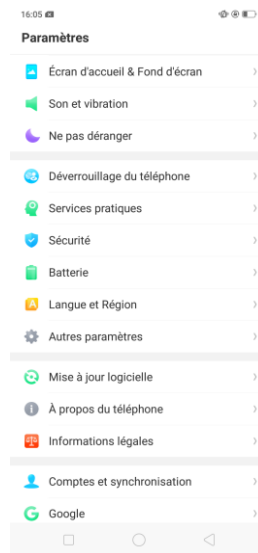 16:05
Paramètres
Écran d'accueil & Fond d'écran
Son et vibration
Ne pas déranger
Déverrouillage du téléphone
Services pratiques
Sécurité
Batterie
Langue et Région
Autres paramètres
Mise à jour logicielle
À propos du téléphone
Informations légales
Comptes et synchronisation
Google